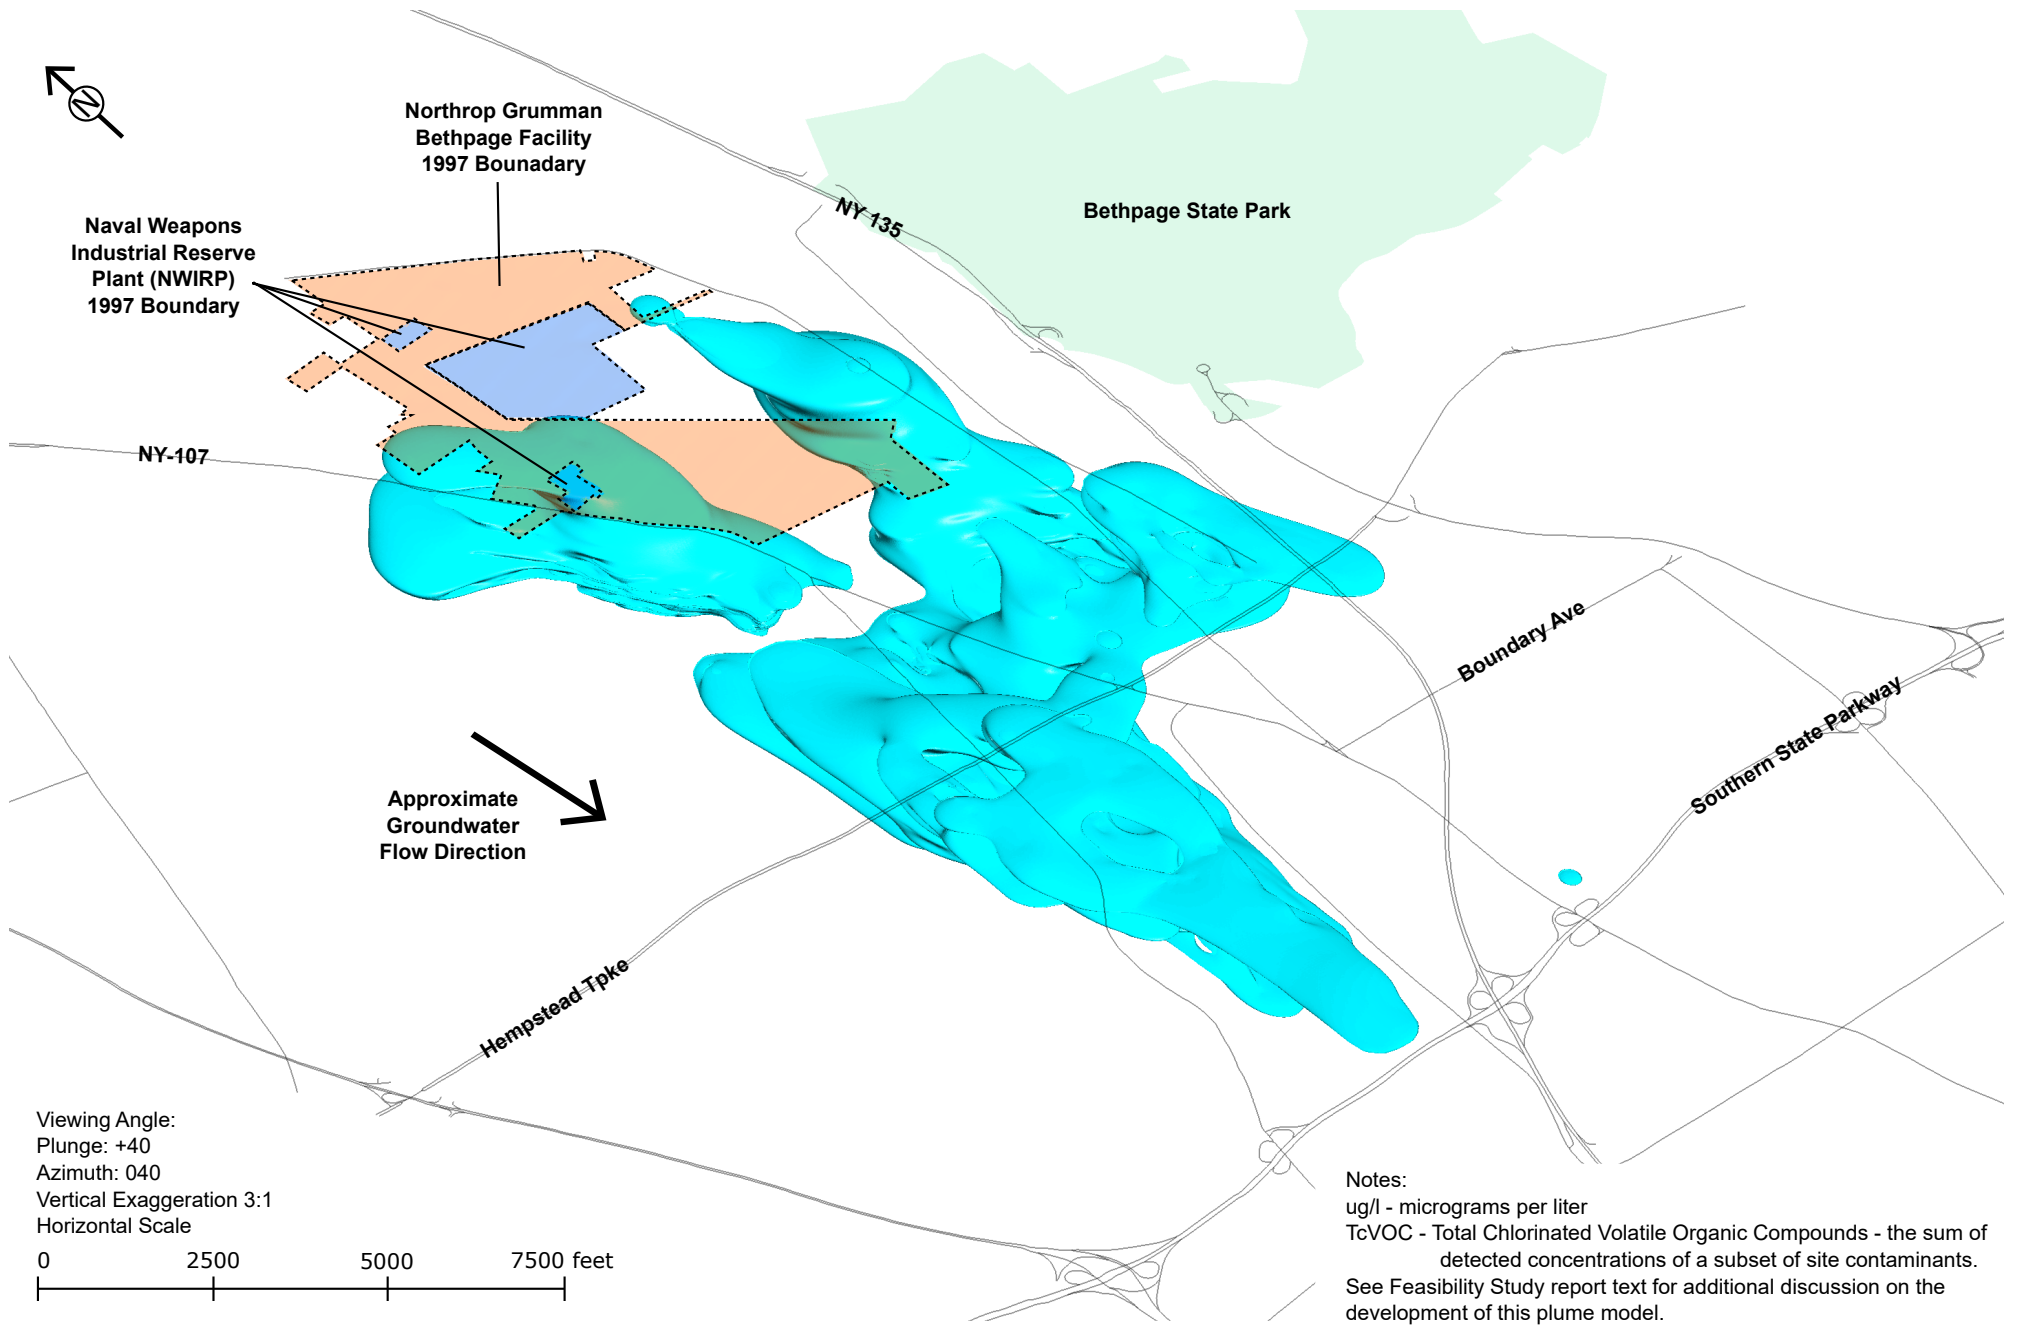 N
Northrop Grumman
Bethpage Facility
1997 Bounadary
Naval Weapons
Industrial Reserve
Plant (NWIRP)
1997 Boundary
NY 135
Bethpage State Park
NY-107
Boundary Ave
Southern State Parkway
Approximate
Groundwater
Flow Direction
Hempstead Tpke
Viewing Angle:
Plunge: +40
Azimuth: 040
Vertical Exaggeration 3:1
Horizontal Scale
0 2500 5000 7500 feet
Notes:
ug/l - micrograms per liter
TcVOC - Total Chlorinated Volatile Organic Compounds - the sum of
detected concentrations of a subset of site contaminants.
See Feasibility Study report text for additional discussion on the
development of this plume model.